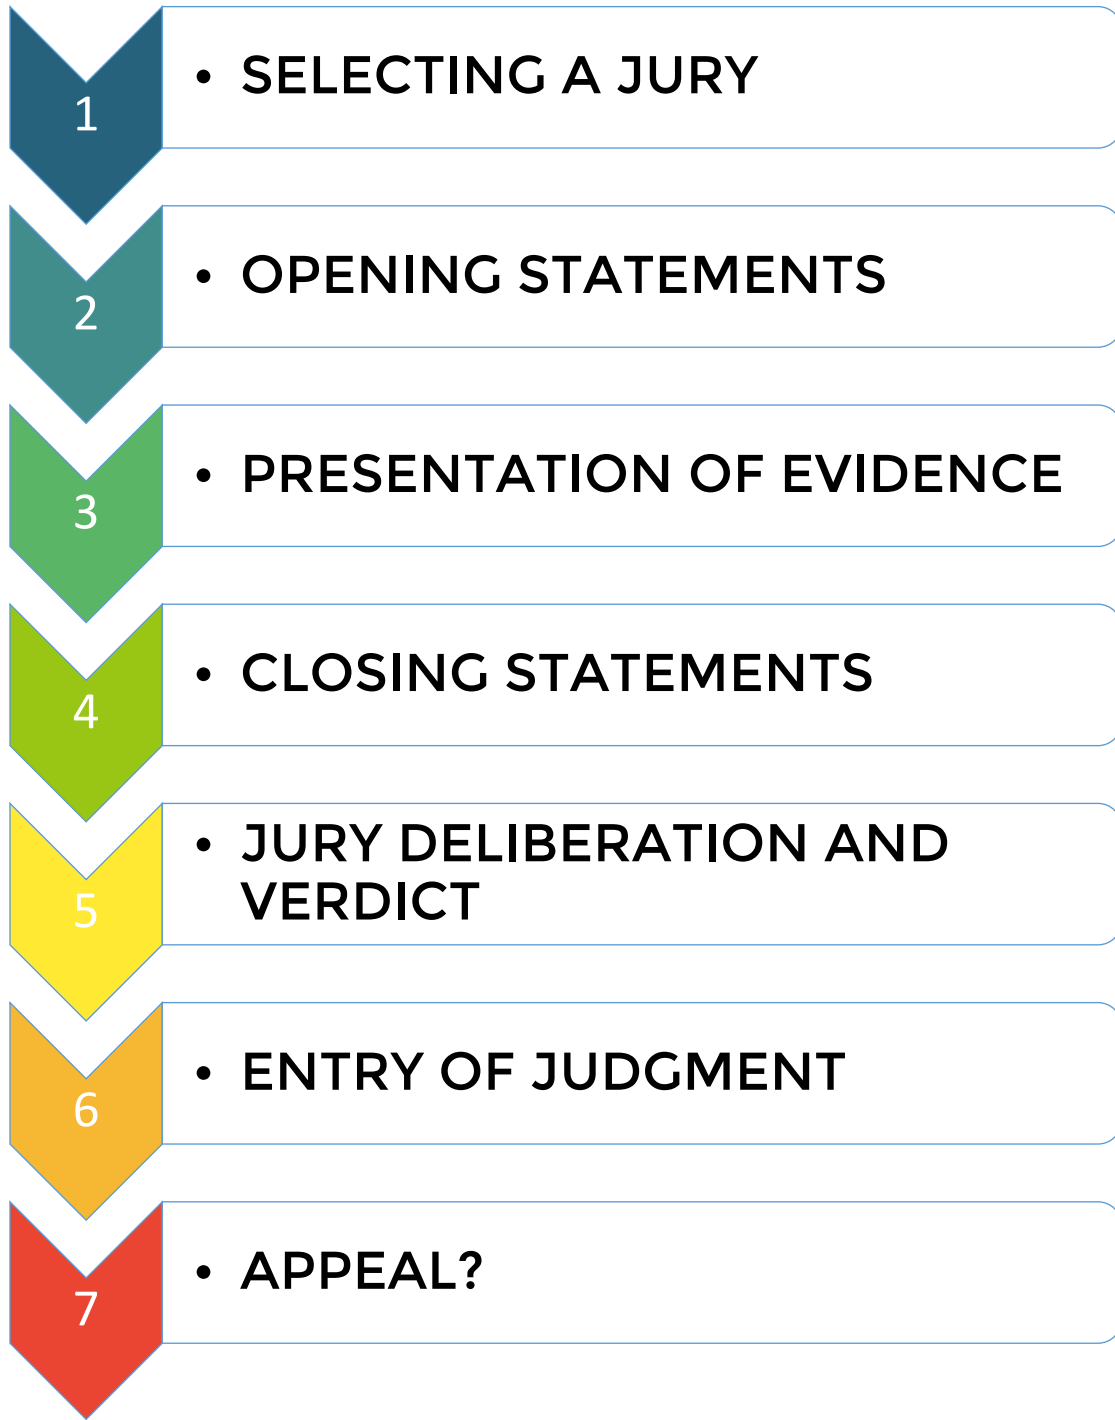 1
• SELECTING A JURY
2
• OPENING STATEMENTS
3
• PRESENTATION OF EVIDENCE
4
• CLOSING STATEMENTS
5
• JURY DELIBERATION AND
VERDICT
6
• ENTRY OF JUDGMENT
7
• APPEAL?